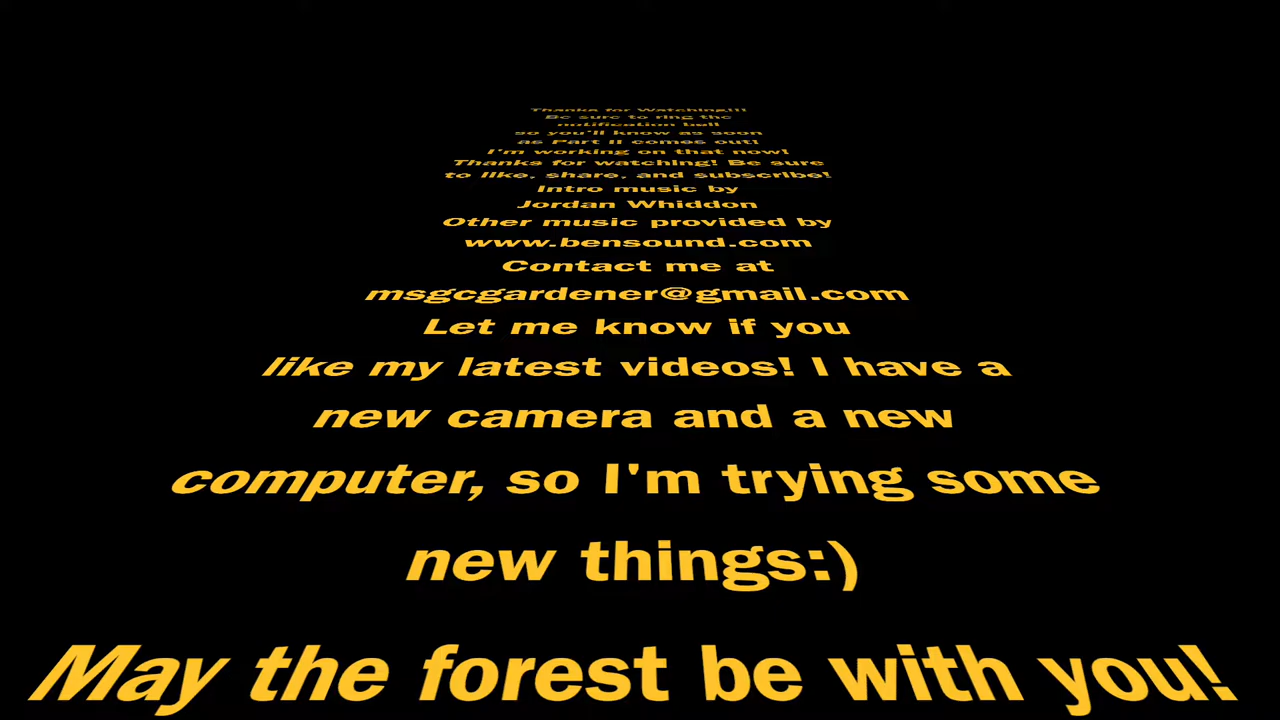 Thanks for Watching!!!
Be sure to ring the
notification bell
so you'll know as soon
as Part II comes out!
I'm working on that now!
Thanks for watching! Be sure
to like, share, and subscribe!
Intro music by
Jordan Whiddon
Other music provided by
www.bensound.com
Contact me at
msgcgardener@gmail.com
Let me know if you
like my latest videos! I have a
new camera and a new
computer, so I'm trying some
new things:)
May the forest be with you!